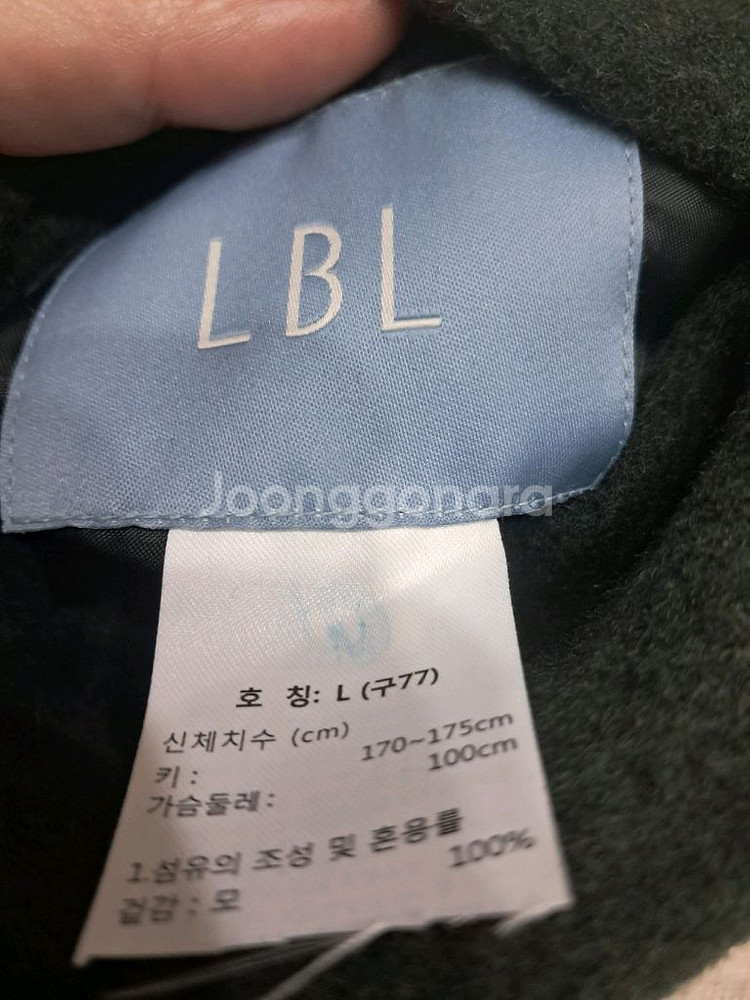 LBL
Joonggonara
호 칭: L (구77)
신체치수 (cm)
키 : 170~175cm
가슴둘레 : 100cm
1.섬유의 조성 및 혼용률
겉감 : 모 100%